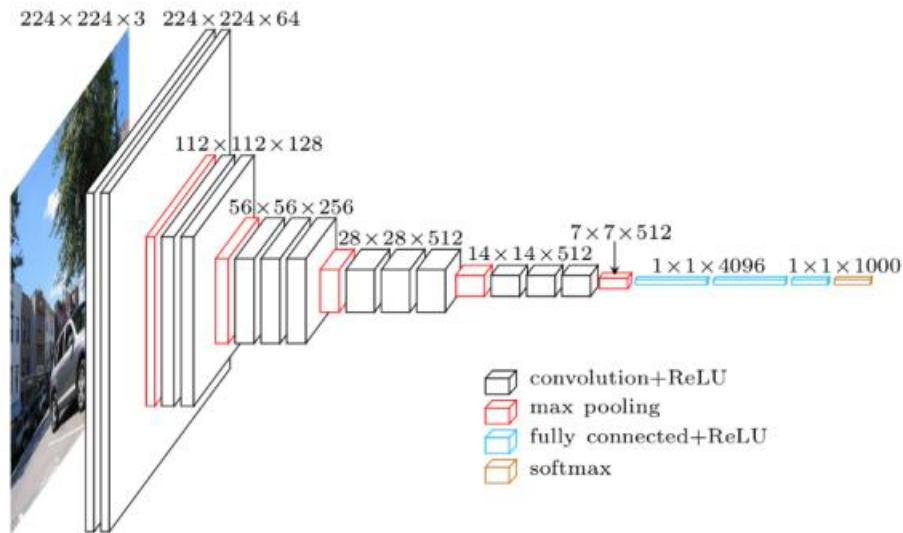 224×224×3
224×224×64
112×112×128
56×56×256
28×28×512
14×14×512
7×7×512
1×1×4096
1×1×1000
convolution+ReLU
max pooling
fully connected+ReLU
softmax